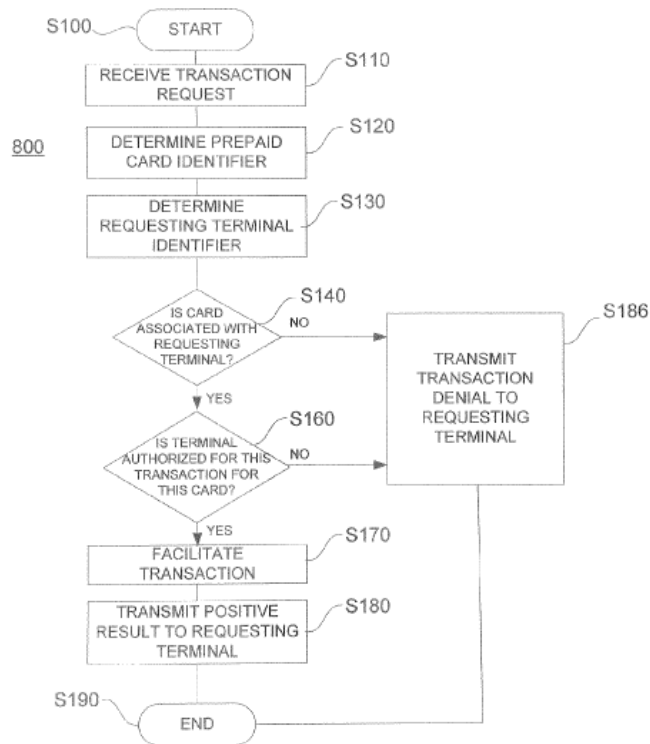 S100
START
S110
RECEIVE TRANSACTION
REQUEST
800
S120
DETERMINE PREPAID
CARD IDENTIFIER
S130
DETERMINE
REQUESTING TERMINAL
IDENTIFIER
S140
IS CARD
ASSOCIATED WITH
REQUESTING
TERMINAL?
NO
YES
S186
TRANSMIT
TRANSACTION
DENIAL TO
REQUESTING
TERMINAL
S160
IS TERMINAL
AUTHORIZED FOR THIS
TRANSACTION FOR
THIS CARD?
NO
YES
S170
FACILITATE
TRANSACTION
S180
TRANSMIT POSITIVE
RESULT TO REQUESTING
TERMINAL
S190
END